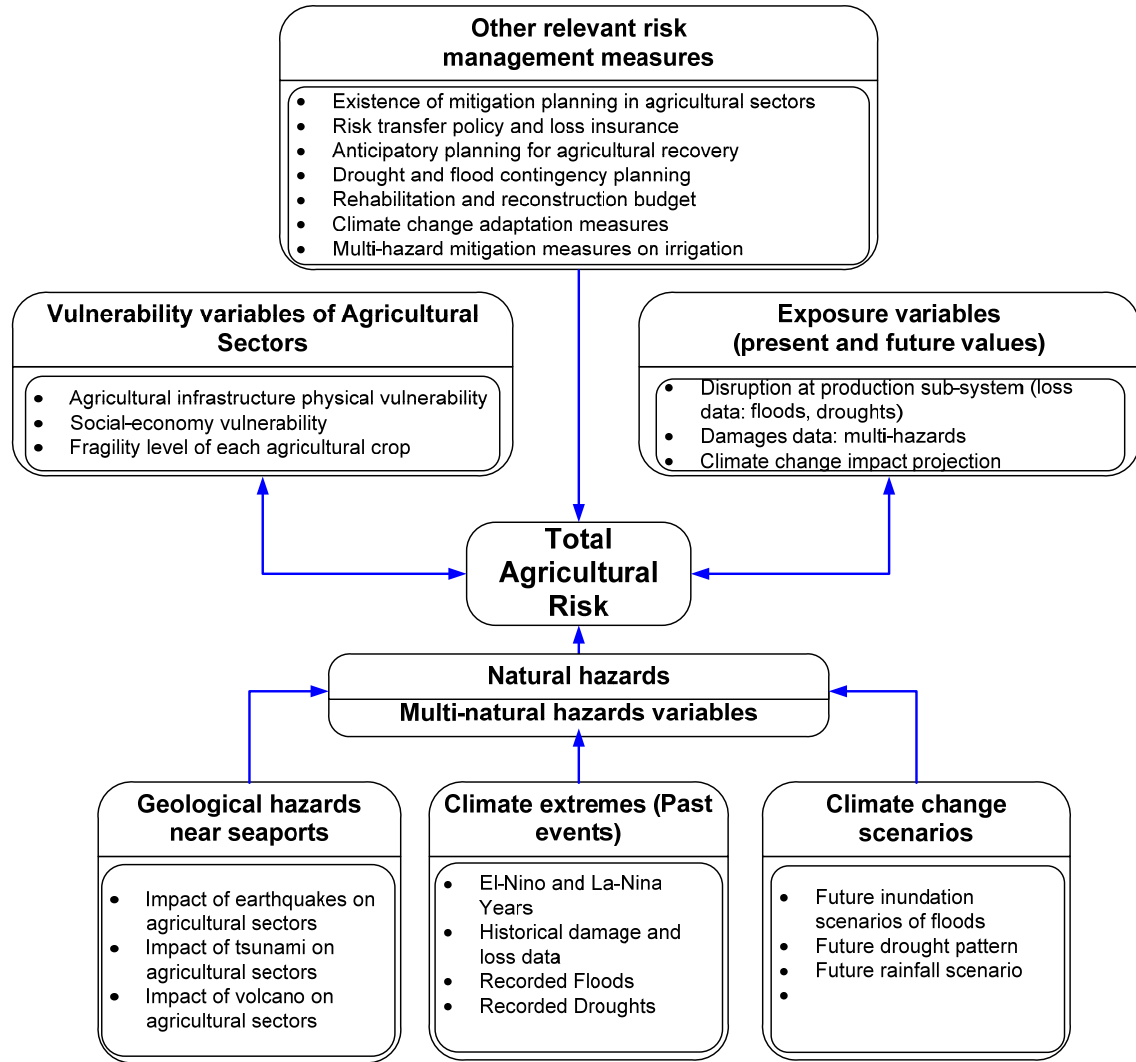 Other relevant risk
management measures
• Existence of mitigation planning in agricultural sectors
• Risk transfer policy and loss insurance
• Anticipatory planning for agricultural recovery
• Drought and flood contingency planning
• Rehabilitation and reconstruction budget
• Climate change adaptation measures
• Multi-hazard mitigation measures on irrigation
Vulnerability variables of Agricultural
Sectors
• Agricultural infrastructure physical vulnerability
• Social-economy vulnerability
• Fragility level of each agricultural crop
Exposure variables
(present and future values)
• Disruption at production sub-system (loss
data: floods, droughts)
• Damages data: multi-hazards
• Climate change impact projection
Total
Agricultural
Risk
Natural hazards
Multi-natural hazards variables
Geological hazards
near seaports
• Impact of earthquakes on
agricultural sectors
• Impact of tsunami on
agricultural sectors
• Impact of volcano on
agricultural sectors
Climate extremes (Past
events)
• El-Nino and La-Nina
Years
• Historical damage and
loss data
• Recorded Floods
• Recorded Droughts
Climate change
scenarios
• Future inundation
scenarios of floods
• Future drought pattern
• Future rainfall scenario
•